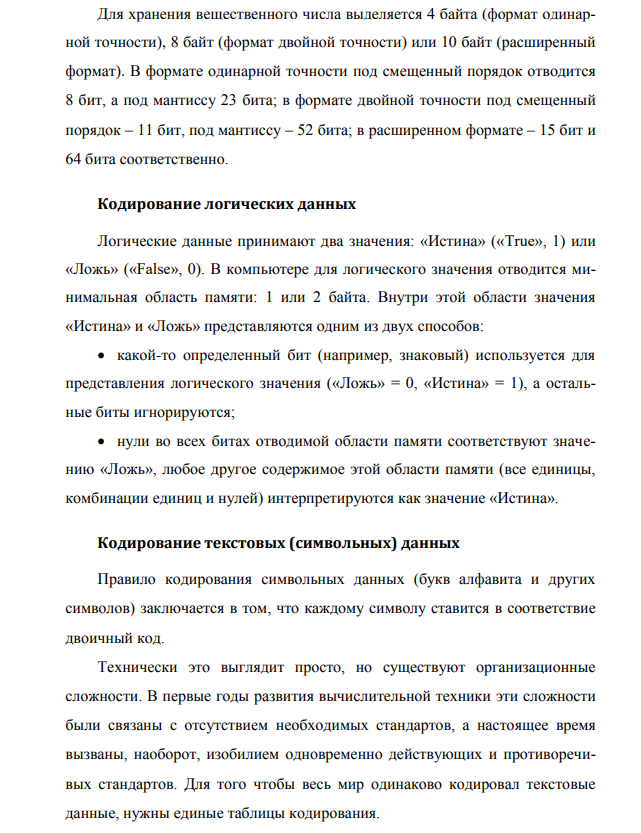 Для хранения вещественного числа выделяется 4 байта (формат одинар-
ной точности), 8 байт (формат двойной точности) или 10 байт (расширенный
формат). В формате одинарной точности под смещенный порядок отводится
8 бит, а под мантиссу 23 бита; в формате двойной точности под смещенный
порядок – 11 бит, под мантиссу – 52 бита; в расширенном формате – 15 бит и
64 бита соответственно.
Кодирование логических данных
Логические данные принимают два значения: «Истина» («True», 1) или
«Ложь» («False», 0). В компьютере для логического значения отводится ми-
нимальная область памяти: 1 или 2 байта. Внутри этой области значения
«Истина» и «Ложь» представляются одним из двух способов:
• какой-то определенный бит (например, знаковый) используется для
представления логического значения («Ложь» = 0, «Истина» = 1), а осталь-
ные биты игнорируются;
• нули во всех битах отводимой области памяти соответствуют значе-
нию «Ложь», любое другое содержимое этой области памяти (все единицы,
комбинации единиц и нулей) интерпретируются как значение «Истина».
Кодирование текстовых (символьных) данных
Правило кодирования символьных данных (букв алфавита и других
символов) заключается в том, что каждому символу ставится в соответствие
двоичный код.
Технически это выглядит просто, но существуют организационные
сложности. В первые годы развития вычислительной техники эти сложности
были связаны с отсутствием необходимых стандартов, а настоящее время
вызваны, наоборот, изобилием одновременно действующих и противоречи-
вых стандартов. Для того чтобы весь мир одинаково кодировал текстовые
данные, нужны единые таблицы кодирования.